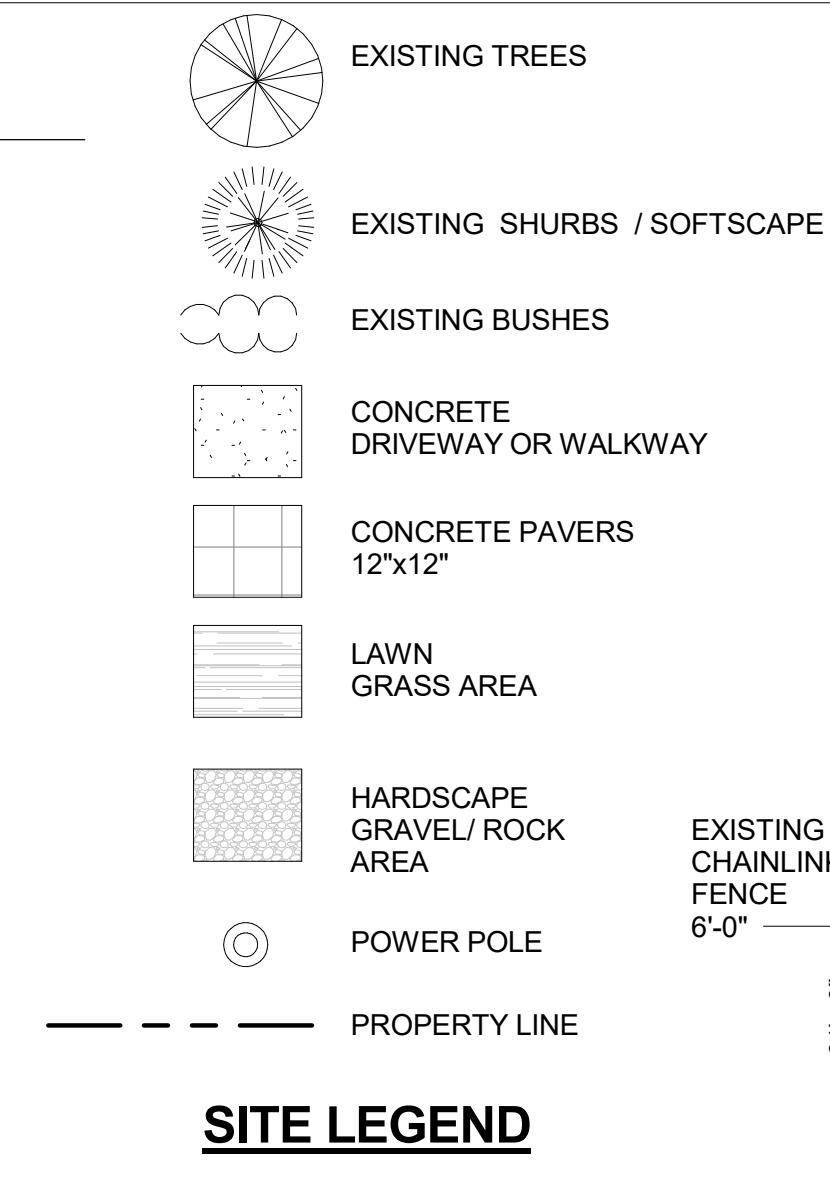 EXISTING TREES
EXISTING SHURBS / SOFTSCAPE
EXISTING BUSHES
CONCRETE
DRIVEWAY OR WALKWAY
CONCRETE PAVERS
12"x12"
LAWN
GRASS AREA
HARDSCAPE
GRAVEL/ ROCK
AREA
EXISTING
CHAINLINK
FENCE
6'-0"
POWER POLE
PROPERTY LINE
SITE LEGEND